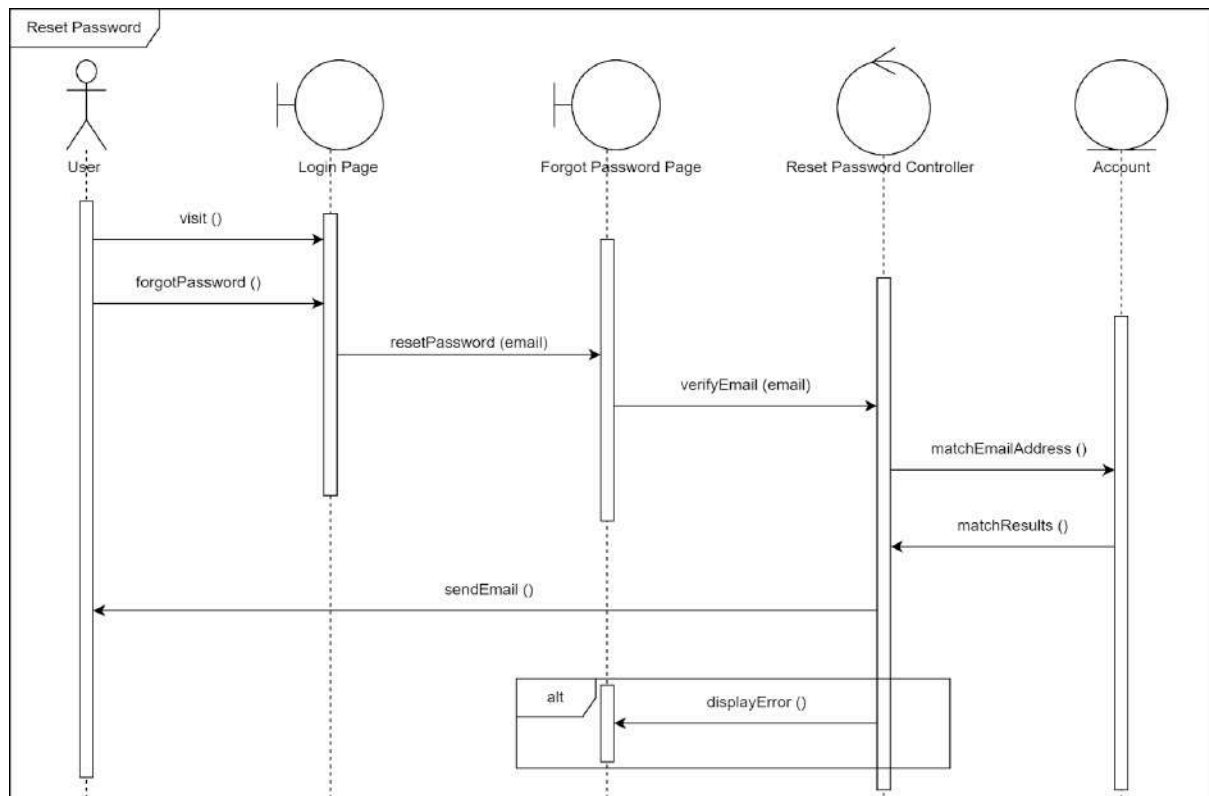 Reset Password
User
Login Page
Forgot Password Page
Reset Password Controller
Account
visit ()
forgotPassword ()
resetPassword (email)
verifyEmail (email)
matchEmailAddress ()
matchResults ()
sendEmail ()
alt
displayError ()